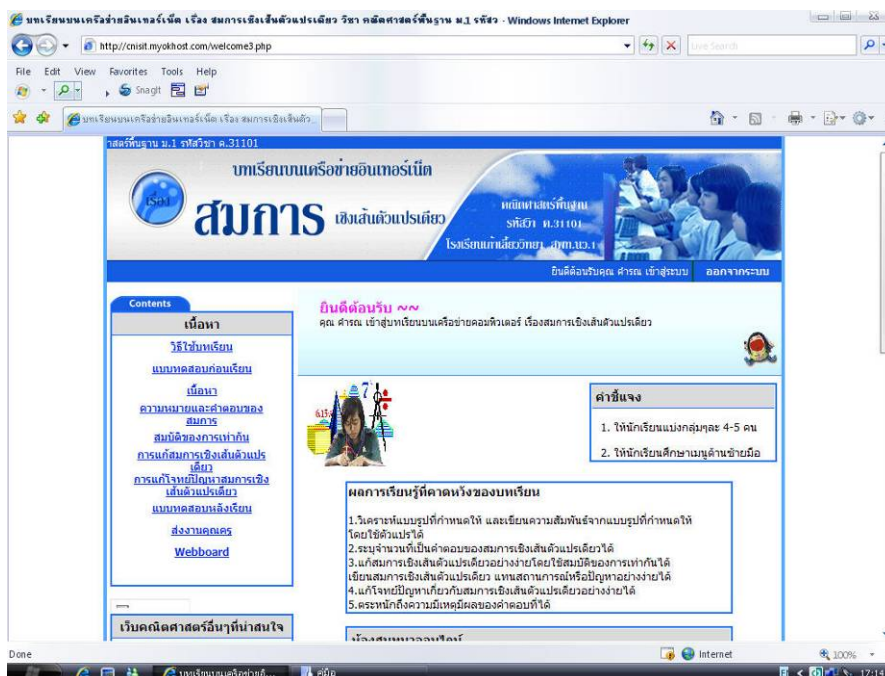 บทเรียนบนเครือข่ายอินเทอร์เน็ต เรื่อง สมการเชิงเส้นตัวแปรเดียว วิชา คณิตศาสตร์พื้นฐาน ม.1 รหัสว - Windows Internet Explorer
http://cnisit.myokhost.com/welcome3.php
Live Search
File Edit View Favorites Tools Help
SnagIt
บทเรียนบนเครือข่ายอินเทอร์เน็ต เรื่อง สมการเชิงเส้นตัว...
าสตร์พื้นฐาน ม.1 รหัสวิชา ค.31101
บทเรียนบนเครือข่ายอินเทอร์เน็ต
เรื่อง
สมการ เชิงเส้นตัวแปรเดียว
คณิตศาสตร์พื้นฐาน
รหัสวิชา ค.31101
โรงเรียนเก้าเลี้ยววิทยา สพท.นว.1
ยินดีต้อนรับคุณ ศารณ เข้าสู่ระบบ ออกจากระบบ
Contents
เนื้อหา
วิธีใช้บทเรียน
แบบทดสอบก่อนเรียน
เนื้อหา
ความหมายและคำตอบของ
สมการ
สมบัติของการเท่ากัน
การแก้สมการเชิงเส้นตัวแปร
เดียว
การแก้โจทย์ปัญหาสมการเชิง
เส้นตัวแปรเดียว
แบบทดสอบหลังเรียน
ส่งงานคุณครู
Webboard
เว็บคณิตศาสตร์อื่นๆที่น่าสนใจ
ยินดีต้อนรับ ~~
คุณ ศารณ เข้าสู่บทเรียนบนเครือข่ายคอมพิวเตอร์ เรื่องสมการเชิงเส้นตัวแปรเดียว
คำชี้แจง
1. ให้นักเรียนแบ่งกลุ่มๆละ 4-5 คน
2. ให้นักเรียนศึกษาเมนูด้านซ้ายมือ
ผลการเรียนรู้ที่คาดหวังของบทเรียน
1.วิเคราะห์แบบรูปที่กำหนดให้ และเขียนความสัมพันธ์จากแบบรูปที่กำหนดให้
โดยใช้ตัวแปรได้
2.ระบุจำนวนที่เป็นคำตอบของสมการเชิงเส้นตัวแปรเดียวได้
3.แก้สมการเชิงเส้นตัวแปรเดียวอย่างง่ายโดยใช้สมบัติของการเท่ากันได้
เขียนสมการเชิงเส้นตัวแปรเดียว แทนสถานการณ์หรือปัญหาอย่างง่ายได้
4.แก้โจทย์ปัญหาเกี่ยวกับสมการเชิงเส้นตัวแปรเดียวอย่างง่ายได้
5.ตระหนักถึงความมีเหตุมีผลของคำตอบที่ได้
ห้องสนทนาออนไลน์
Done
Internet
100%
บทเรียนบนเครือข่ายอิ...
คู่มือ
17:14